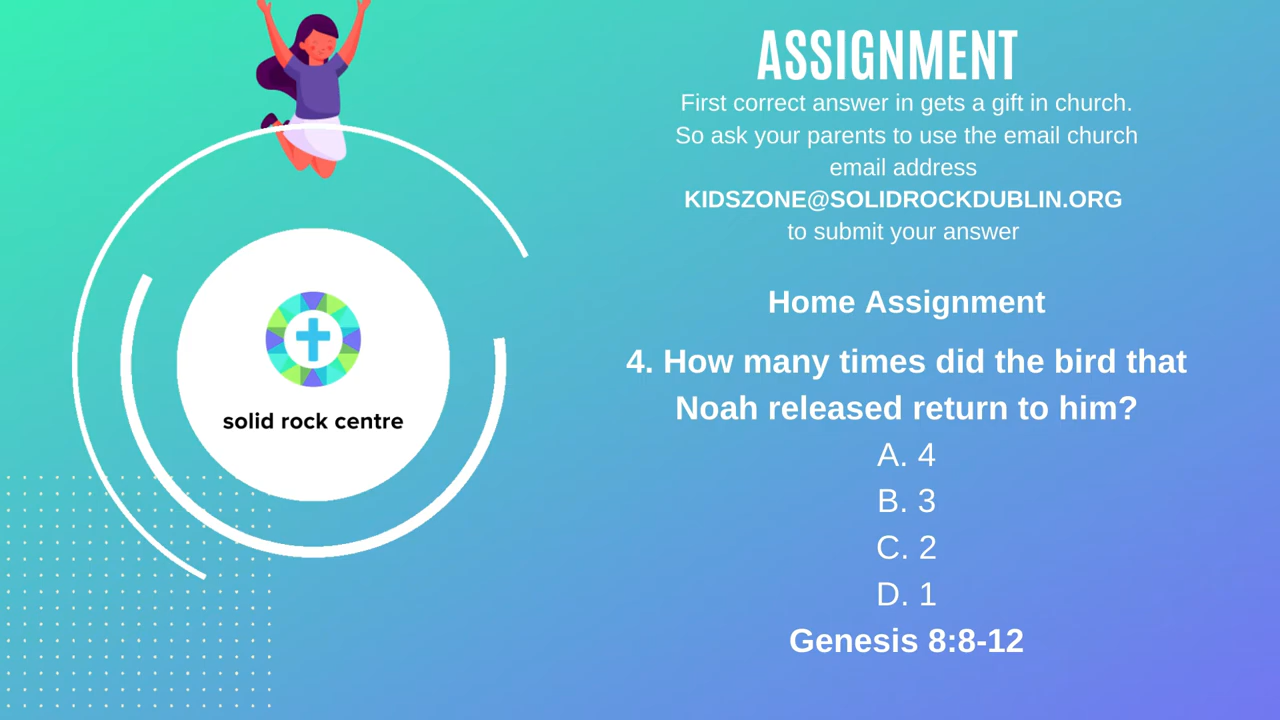 ASSIGNMENT
First correct answer in gets a gift in church.
So ask your parents to use the email church
email address
KIDSZONE@SOLIDROCKDUBLIN.ORG
to submit your answer
solid rock centre
Home Assignment
4. How many times did the bird that
Noah released return to him?
A. 4
B. 3
C. 2
D. 1
Genesis 8:8-12